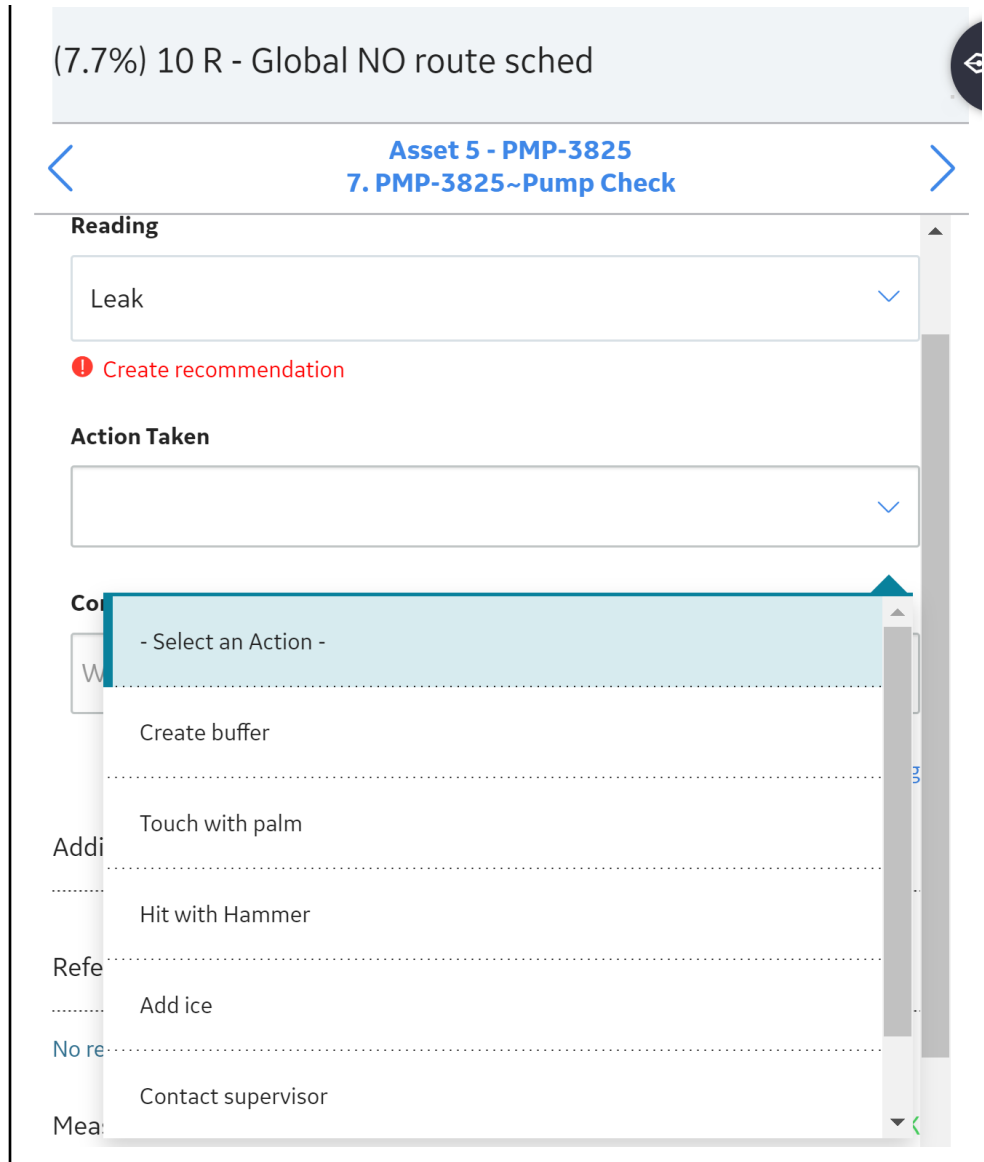 (7.7%) 10 R - Global NO route sched
Asset 5 - PMP-3825
7. PMP-3825~Pump Check
Reading
Leak
Create recommendation
Action Taken
- Select an Action -
Create buffer
Touch with palm
Hit with Hammer
Add ice
Contact supervisor